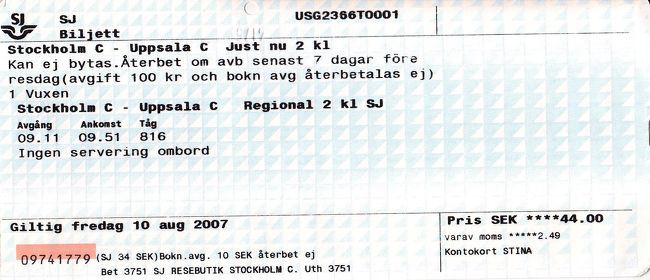 SJ SJ USG2366T0001
Biljett
Stockholm C - Uppsala C Just nu 2 kl
Kan ej bytas.Återbet om avb senast 7 dagar före
resdag(avgift 100 kr och bokn avg återbetalas ej)
1 Vuxen
Stockholm C - Uppsala C Regional 2 kl SJ
Avgång Ankomst Tåg
09.11 09.51 816
Ingen servering ombord
Giltig fredag 10 aug 2007
Pris SEK ****44.00
varav moms *****2.49
Kontokort STINA
09741779 (SJ 34 SEK)Bokn.avg. 10 SEK återbet ej
Bet 3751 SJ RESEBUTIK STOCKHOLM C. Uth 3751